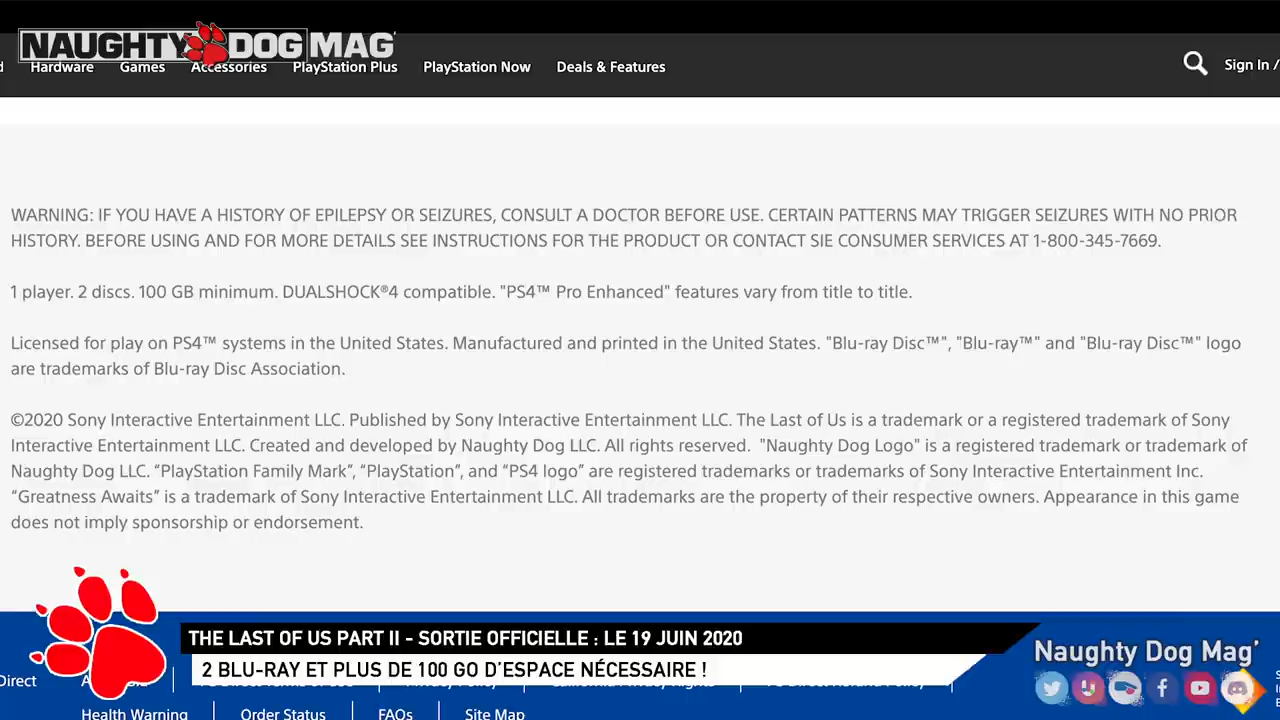 NAUGHTY DOG MAG'
Hardware Games Accessories PlayStation Plus PlayStation Now Deals & Features Sign In /
WARNING: IF YOU HAVE A HISTORY OF EPILEPSY OR SEIZURES, CONSULT A DOCTOR BEFORE USE. CERTAIN PATTERNS MAY TRIGGER SEIZURES WITH NO PRIOR
HISTORY. BEFORE USING AND FOR MORE DETAILS SEE INSTRUCTIONS FOR THE PRODUCT OR CONTACT SIE CONSUMER SERVICES AT 1-800-345-7669.
1 player. 2 discs. 100 GB minimum. DUALSHOCK®4 compatible. "PS4™ Pro Enhanced" features vary from title to title.
Licensed for play on PS4™ systems in the United States. Manufactured and printed in the United States. "Blu-ray Disc™", "Blu-ray™" and "Blu-ray Disc™" logo
are trademarks of Blu-ray Disc Association.
©2020 Sony Interactive Entertainment LLC. Published by Sony Interactive Entertainment LLC. The Last of Us is a trademark or a registered trademark of Sony
Interactive Entertainment LLC. Created and developed by Naughty Dog LLC. All rights reserved. "Naughty Dog Logo" is a registered trademark or trademark of
Naughty Dog LLC. “PlayStation Family Mark”, “PlayStation”, and “PS4 logo” are registered trademarks or trademarks of Sony Interactive Entertainment Inc.
“Greatness Awaits” is a trademark of Sony Interactive Entertainment LLC. All trademarks are the property of their respective owners. Appearance in this game
does not imply sponsorship or endorsement.
THE LAST OF US PART II - SORTIE OFFICIELLE : LE 19 JUIN 2020
2 BLU-RAY ET PLUS DE 100 GO D'ESPACE NÉCESSAIRE !
Naughty Dog Mag'
Direct
Health Warning Order Status FAQs Site Map